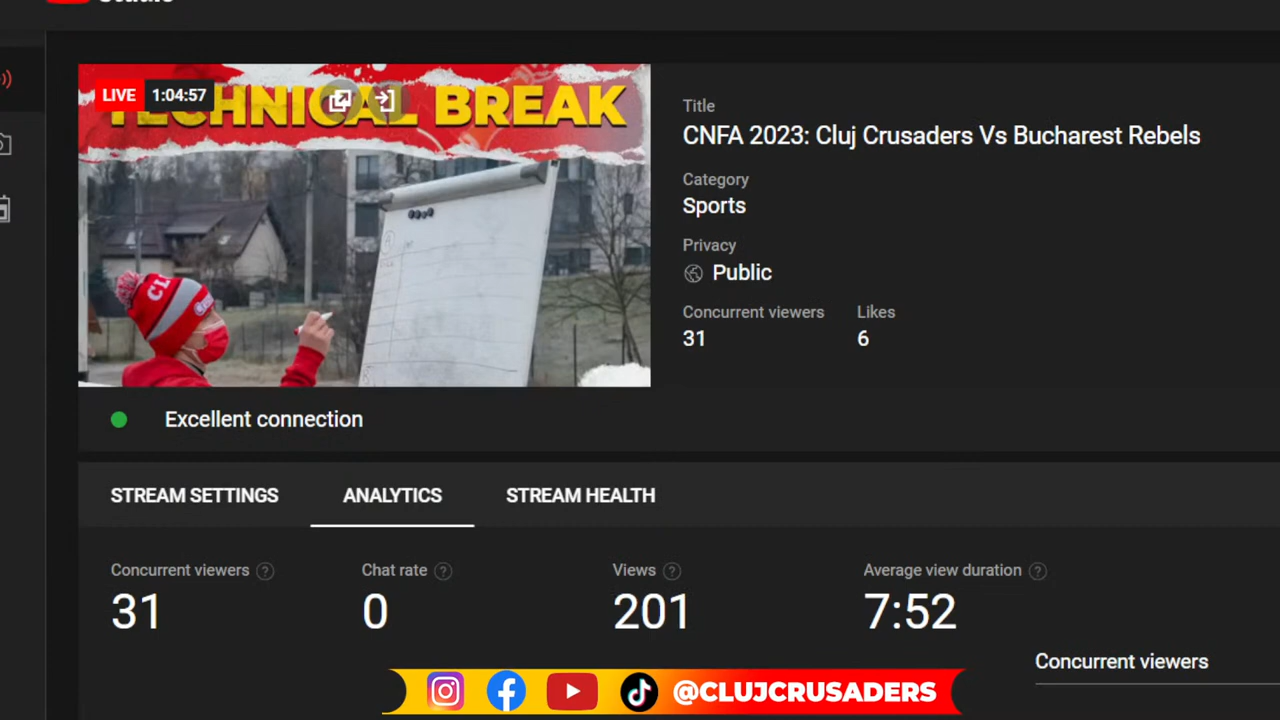 Studio
LIVE 1:04:57
TECHNICAL BREAK
CL
Title
CNFA 2023: Cluj Crusaders Vs Bucharest Rebels
Category
Sports
Privacy
Public
Concurrent viewers Likes
31 6
Excellent connection
STREAM SETTINGS ANALYTICS STREAM HEALTH
Concurrent viewers ? Chat rate ? Views ? Average view duration ?
31 0 201 7:52
Concurrent viewers
@CLUJCRUSADERS